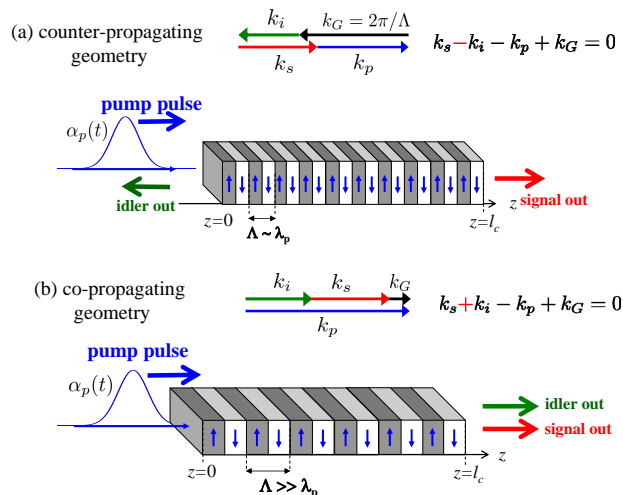 (a) counter-propagating
geometry
k_i
k_G = 2π/Λ
k_s
k_p
k_s−k_i − k_p + k_G = 0
pump pulse
α_p(t)
idler out
z=0
Λ ~ λ_p
z=l_c
z
signal out
(b) co-propagating
geometry
k_i
k_s
k_G
k_p
k_s+k_i − k_p + k_G = 0
pump pulse
α_p(t)
idler out
signal out
z=0
Λ >> λ_p
z=l_c
z